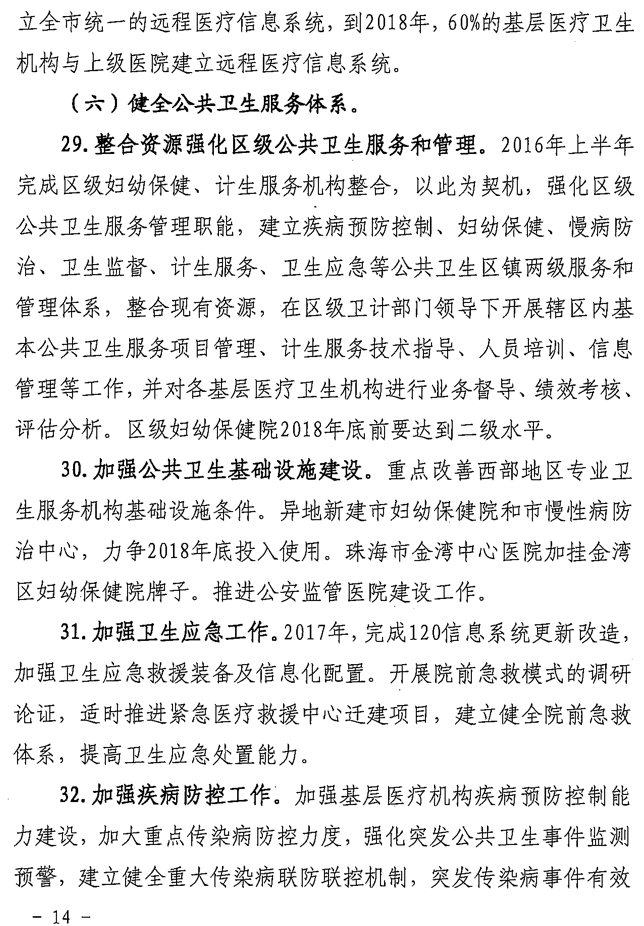 立全市统一的远程医疗信息系统，到2018年，60%的基层医疗卫生
机构与上级医院建立远程医疗信息系统。
（六）健全公共卫生服务体系。
29.整合资源强化区级公共卫生服务和管理。2016年上半年
完成区级妇幼保健、计生服务机构整合，以此为契机，强化区级
公共卫生服务管理职能，建立疾病预防控制、妇幼保健、慢病防
治、卫生监督、计生服务、卫生应急等公共卫生区镇两级服务和
管理体系，整合现有资源，在区级卫计部门领导下开展辖区内基
本公共卫生服务项目管理、计生服务技术指导、人员培训、信息
管理等工作，并对各基层医疗卫生机构进行业务督导、绩效考核、
评估分析。区级妇幼保健院2018年底前要达到二级水平。
30.加强公共卫生基础设施建设。重点改善西部地区专业卫
生服务机构基础设施条件。异地新建市妇幼保健院和市慢性病防
治中心，力争2018年底投入使用。珠海市金湾中心医院加挂金湾
区妇幼保健院牌子。推进公安监管医院建设工作。
31.加强卫生应急工作。2017年，完成120信息系统更新改造，
加强卫生应急救援装备及信息化配置。开展院前急救模式的调研
论证，适时推进紧急医疗救援中心迁建项目，建立健全院前急救
体系，提高卫生应急处置能力。
32.加强疾病防控工作。加强基层医疗机构疾病预防控制能
力建设，加大重点传染病防控力度，强化突发公共卫生事件监测
预警，建立健全重大传染病联防联控机制，突发传染病事件有效
- 14 -